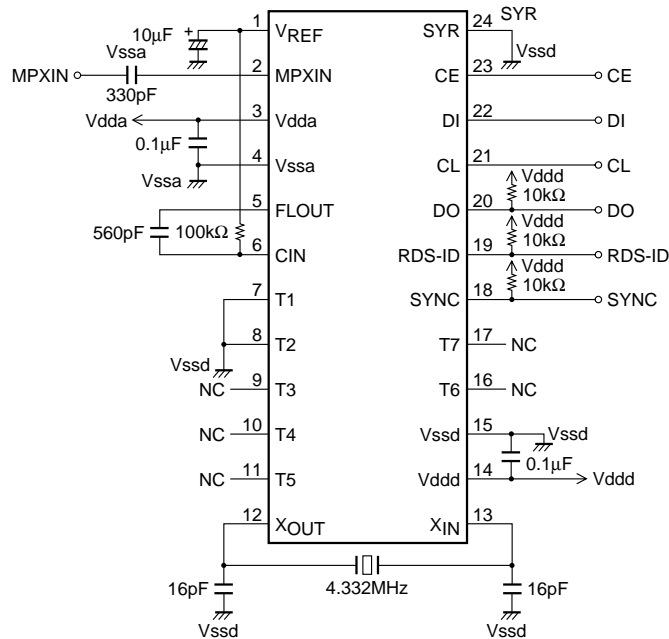 SYR
10μF + 1 VREF SYR 24
Vssa Vssd
MPXIN 2 MPXIN CE 23 CE
330pF
Vdda 3 Vdda DI 22 DI
0.1μF
4 Vssa CL 21 CL
Vssa Vddd
10kΩ
5 FLOUT DO 20 DO
560pF 100kΩ Vddd
10kΩ
6 CIN RDS-ID 19 RDS-ID
Vddd
10kΩ
7 T1 SYNC 18 SYNC
8 T2 T7 17 NC
Vssd
NC 9 T3 T6 16 NC
NC 10 T4 Vssd 15 Vssd
0.1μF
NC 11 T5 Vddd 14 Vddd
12 XOUT XIN 13
16pF 4.332MHz 16pF
Vssd Vssd